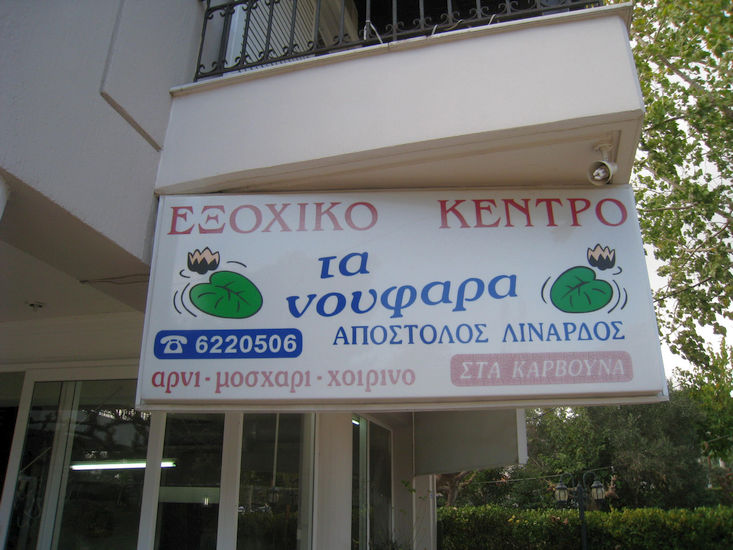 ΕΞΟΧΙΚΟ ΚΕΝΤΡΟ
τα
νουφαρα
6220506
ΑΠΟΣΤΟΛΟΣ ΛΙΝΑΡΔΟΣ
αρνι - μοσχαρι - χοιρινο
ΣΤΑ ΚΑΡΒΟΥΝΑ